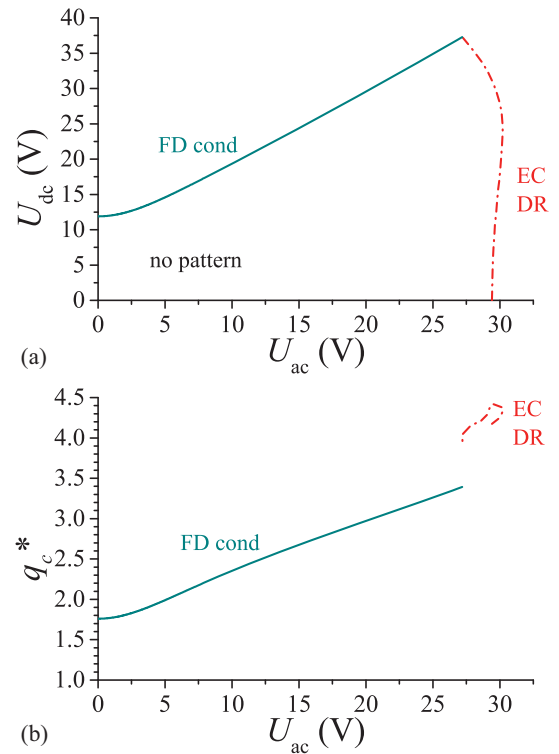 40
35
30
25
20
15
10
5
0
U_dc (V)
FD cond
no pattern
EC
DR
0 5 10 15 20 25 30
U_ac (V)
(a)
4.5
4.0
3.5
3.0
2.5
2.0
1.5
1.0
q_c*
FD cond
EC
DR
0 5 10 15 20 25 30
U_ac (V)
(b)